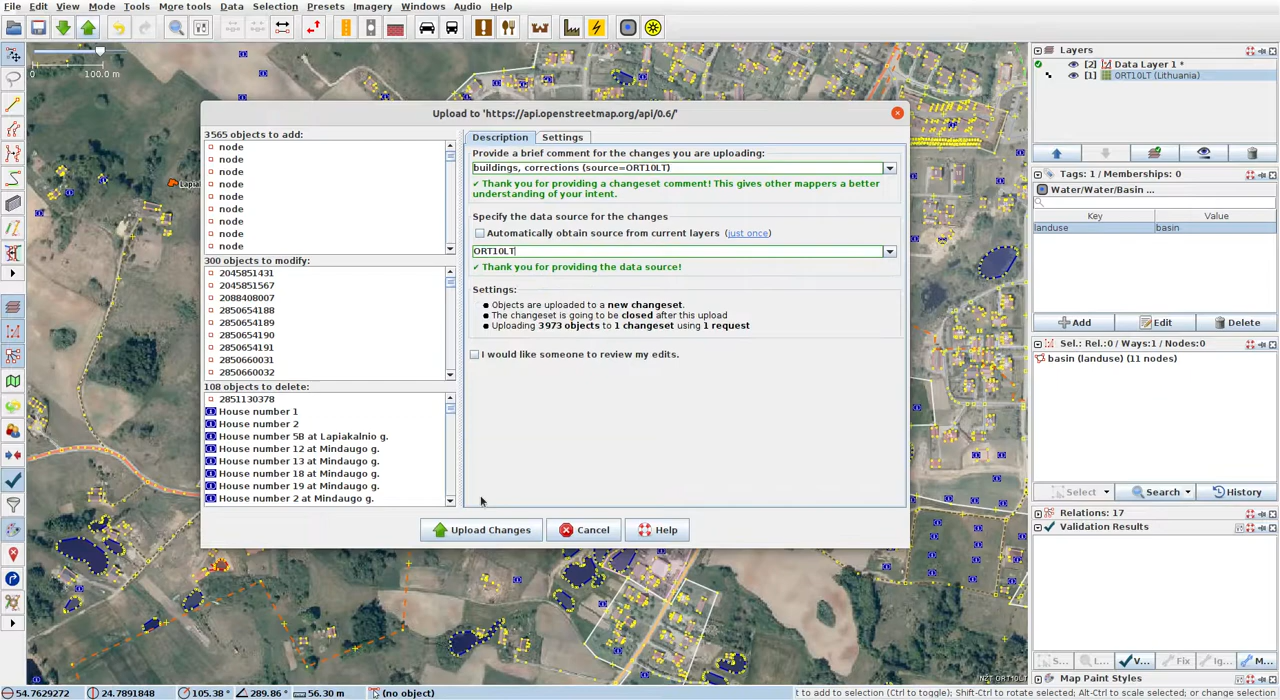 File Edit View Mode Tools More tools Data Selection Presets Imagery Windows Audio Help
0 100.0 m
Lapiai
Upload to 'https://api.openstreetmap.org/api/0.6/'
3565 objects to add:
node
node
node
node
node
node
node
node
node
300 objects to modify:
2045851431
2045851567
2088408007
2850654188
2850654189
2850654190
2850654191
2850660031
2850660032
108 objects to delete:
2851130378
House number 1
House number 2
House number 5B at Lapiakalnio g.
House number 12 at Mindaugo g.
House number 13 at Mindaugo g.
House number 18 at Mindaugo g.
House number 19 at Mindaugo g.
House number 2 at Mindaugo g.
Description Settings
Provide a brief comment for the changes you are uploading:
buildings, corrections (source=ORT10LT)
✔ Thank you for providing a changeset comment! This gives other mappers a better
understanding of your intent.
Specify the data source for the changes
Automatically obtain source from current layers (just once)
ORT10LT
✔ Thank you for providing the data source!
Settings:
● Objects are uploaded to a new changeset.
● The changeset is going to be closed after this upload
● Uploading 3973 objects to 1 changeset using 1 request
I would like someone to review my edits.
Upload Changes Cancel Help
Layers
[2] Data Layer 1 *
[1] ORT10LT (Lithuania)
Tags: 1 / Memberships: 0
Water/Water/Basin ...
Key Value
landuse basin
Add Edit Delete
Sel.: Rel.:0 / Ways:1 / Nodes:0
basin (landuse) (11 nodes)
Select Search History
Relations: 17
Validation Results
S... L... V... Fix Ig... M...
Map Paint Styles
NŽT ORT10LT
54.7629272 24.7891848 105.38 ° 289.86 ° 56.30 m (no object)
t to add to selection (Ctrl to toggle); Shift-Ctrl to rotate selected; Alt-Ctrl to scale selected; or change selection